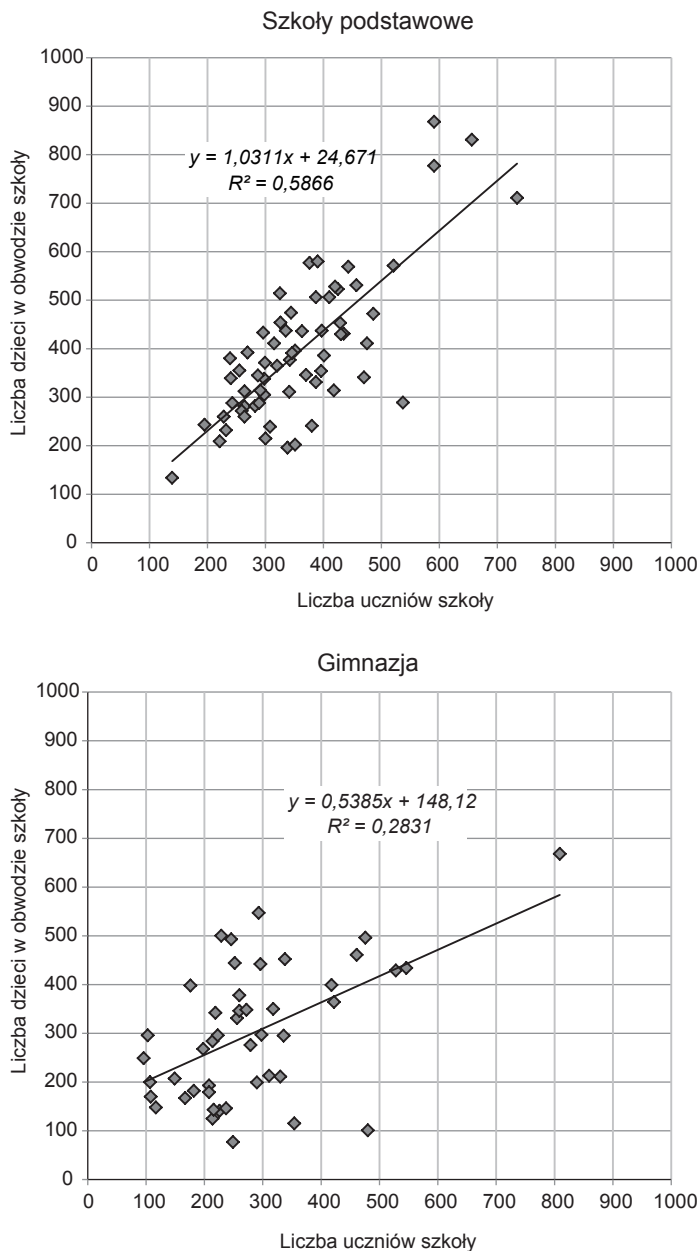 Szkoły podstawowe
1000
900
800
700
600
500
400
300
200
100
0
y = 1,0311x + 24,671
R² = 0,5866
Liczba dzieci w obwodzie szkoły
0 100 200 300 400 500 600 700 800 900 1000
Liczba uczniów szkoły
Gimnazja
1000
900
800
700
600
500
400
300
200
100
0
y = 0,5385x + 148,12
R² = 0,2831
Liczba dzieci w obwodzie szkoły
0 100 200 300 400 500 600 700 800 900 1000
Liczba uczniów szkoły